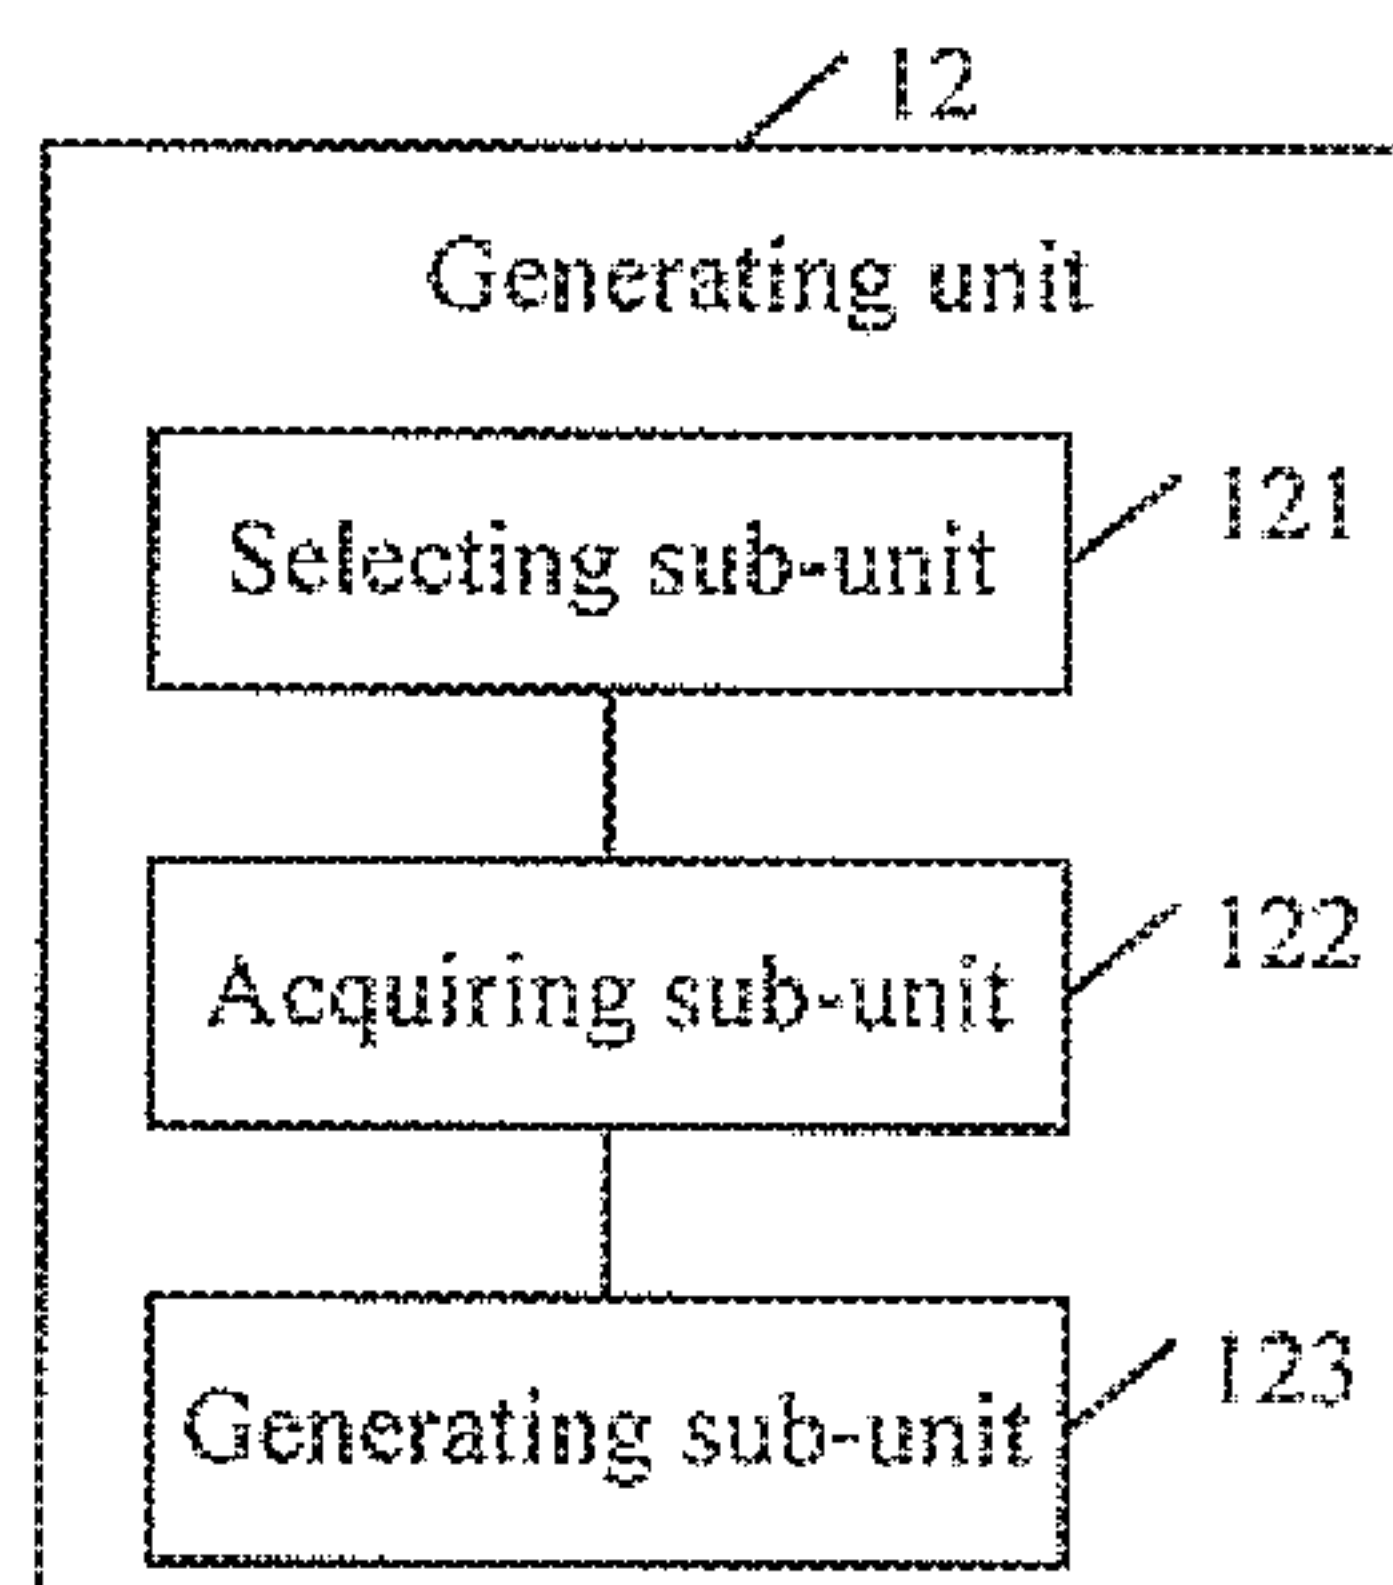 12
Generating unit
Selecting sub-unit
121
Acquiring sub-unit
122
Generating sub-unit
123